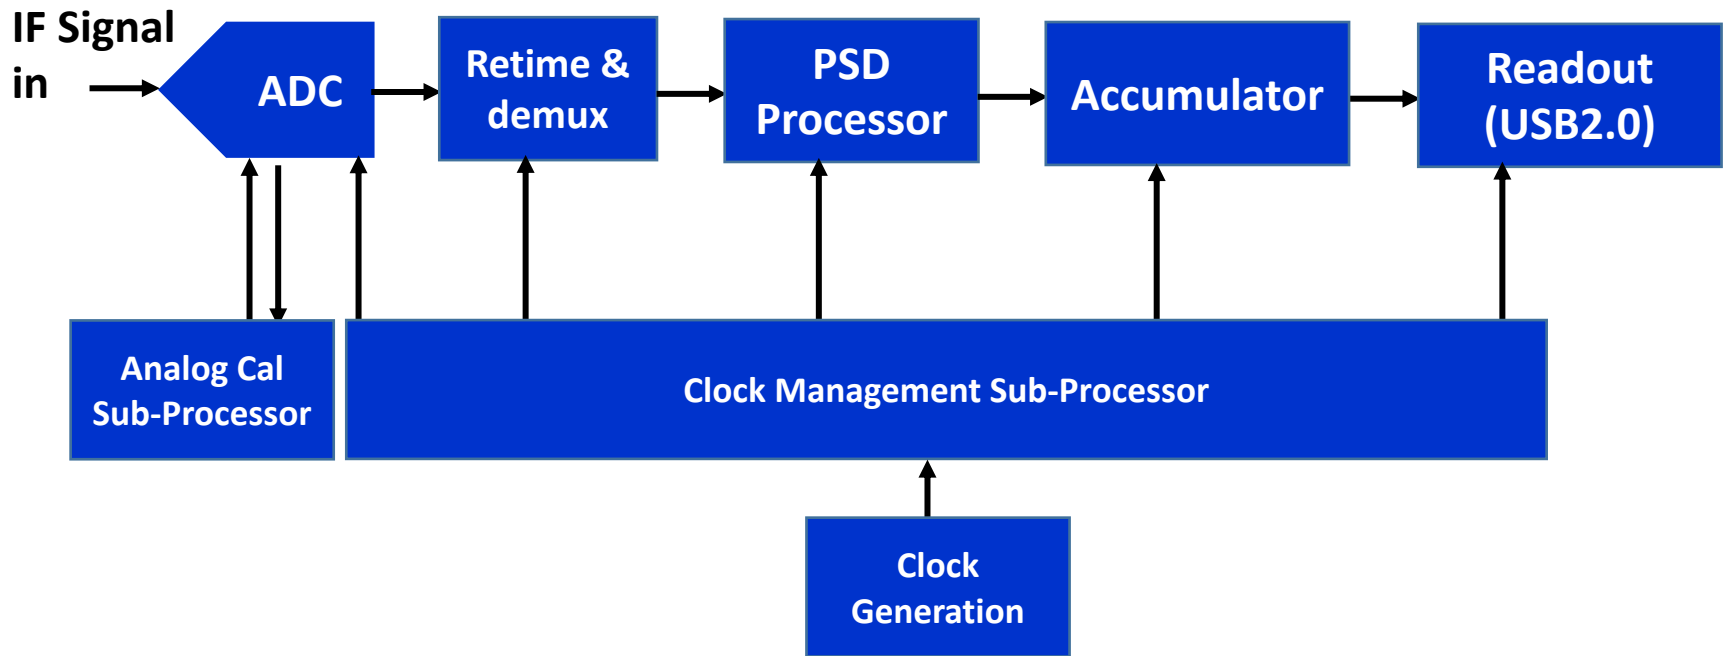 IF Signal
in
ADC
Retime &
demux
PSD
Processor
Accumulator
Readout
(USB2.0)
Analog Cal
Sub-Processor
Clock Management Sub-Processor
Clock
Generation